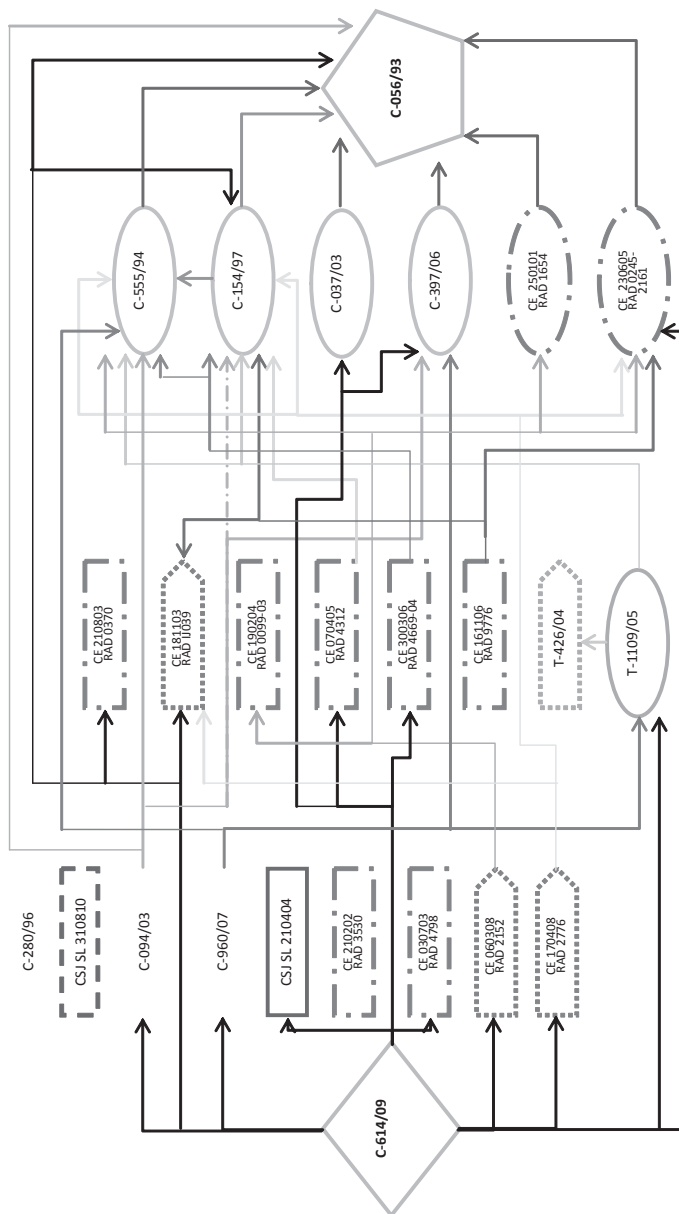 C-056/93
C-555/94
C-154/97
C-037/03
C-397/06
CE 250101
RAD 1654
CE 230605
RAD 0245-
2161
CE 210803
RAD 0370
CE 181103
RAD IJ039
CE 190204
RAD 0099-03
CE 070405
RAD 4312
CE 300306
RAD 4669-04
CE 161106
RAD 9776
T-426/04
T-1109/05
C-280/96
CSJ SL 310810
C-094/03
C-960/07
CSJ SL 210404
CE 210202
RAD 3530
CE 030703
RAD 4798
CE 060308
RAD 2152
CE 170408
RAD 2776
C-614/09